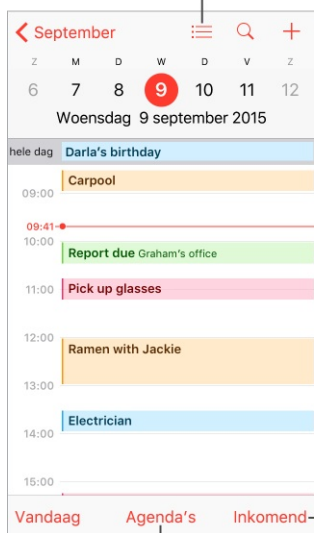 September
Z M D W D V Z
6 7 8 9 10 11 12
Woensdag 9 september 2015
hele dag Darla's birthday
Carpool
09:00
09:41
10:00
Report due Graham's office
11:00 Pick up glasses
12:00
Ramen with Jackie
13:00
Electrician
14:00
15:00
Vandaag Agenda's Inkomend